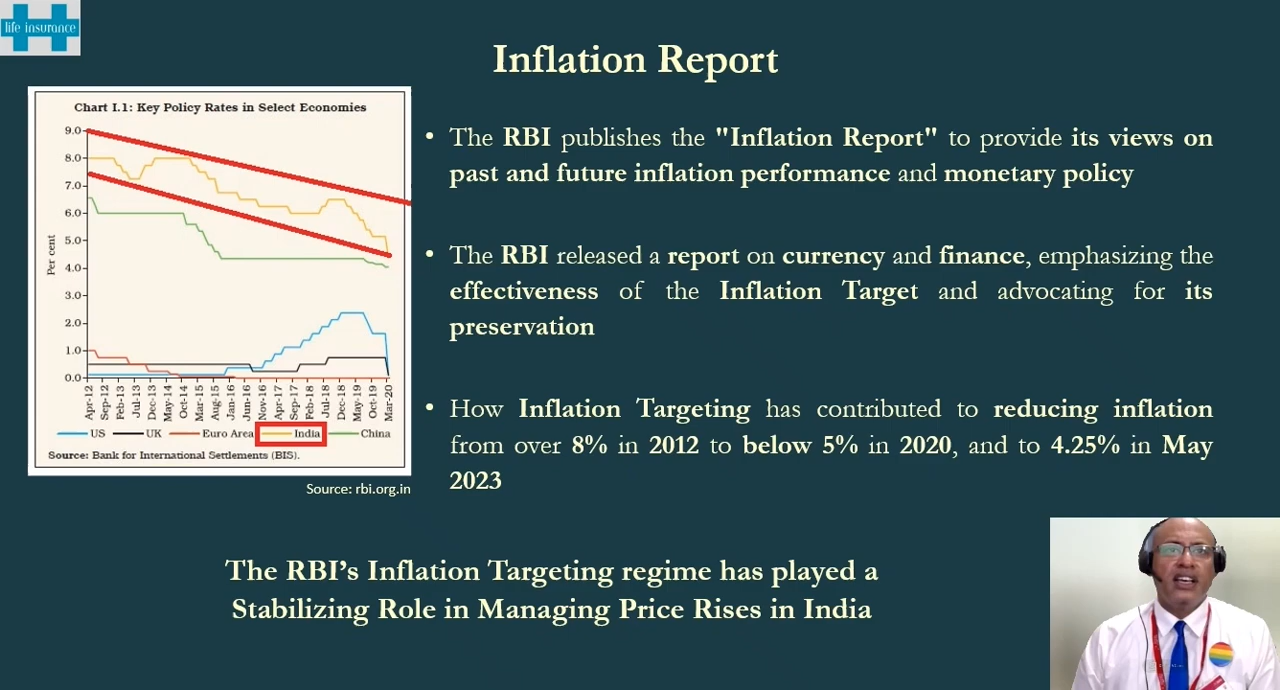 life insurance
Inflation Report
Chart I.1: Key Policy Rates in Select Economies
9.0
8.0
7.0
6.0
5.0
4.0
3.0
2.0
1.0
0.0
Per cent
Apr-12
Sep-12
Feb-13
Jul-13
Dec-13
May-14
Oct-14
Mar-15
Aug-15
Jan-16
Jun-16
Nov-16
Apr-17
Sep-17
Feb-18
Jul-18
Dec-18
May-19
Oct-19
Mar-20
US UK Euro Area India China
Source: Bank for International Settlements (BIS).
Source: rbi.org.in
• The RBI publishes the "Inflation Report" to provide its views on
past and future inflation performance and monetary policy
• The RBI released a report on currency and finance, emphasizing the
effectiveness of the Inflation Target and advocating for its
preservation
• How Inflation Targeting has contributed to reducing inflation
from over 8% in 2012 to below 5% in 2020, and to 4.25% in May
2023
The RBI's Inflation Targeting regime has played a
Stabilizing Role in Managing Price Rises in India